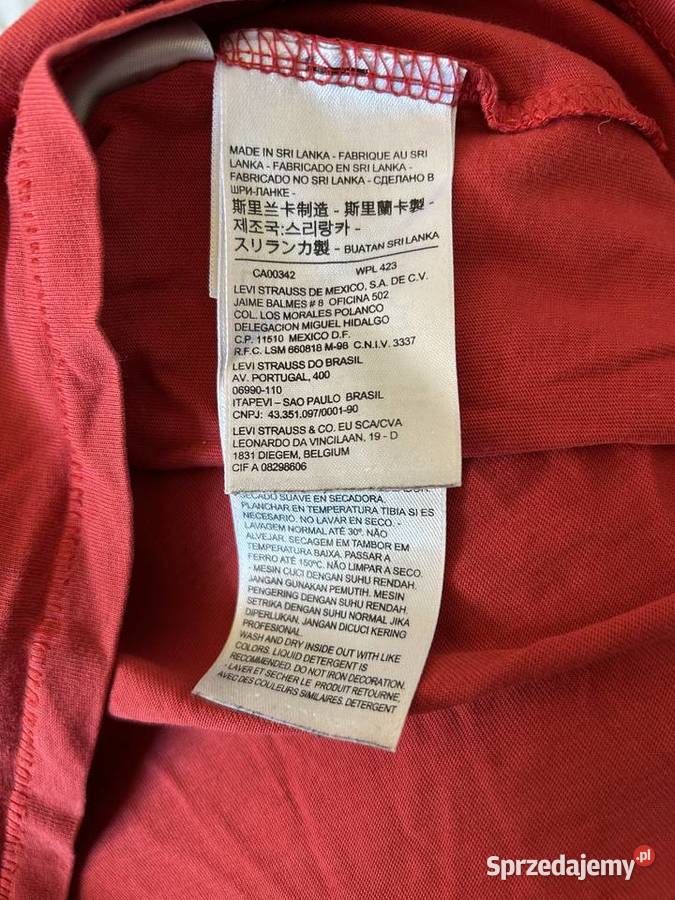 MADE IN SRI LANKA - FABRIQUE AU SRI
LANKA - FABRICADO EN SRI LANKA -
FABRICADO NO SRI LANKA - СДЕЛАНО В
ШРИ-ЛАНКЕ -
斯里兰卡制造 - 斯里蘭卡製 -
제조국:스리랑카 -
スリランカ製 - BUATAN SRI LANKA
CA00342 WPL 423
LEVI STRAUSS DE MEXICO, S.A. DE C.V.
JAIME BALMES # 8 OFICINA 502
COL. LOS MORALES POLANCO
DELEGACION MIGUEL HIDALGO
C.P. 11510 MEXICO D.F.
R.F.C. LSM 660818 M-98 C.N.I.V. 3337
LEVI STRAUSS DO BRASIL
AV. PORTUGAL, 400
06990-110
ITAPEVI – SAO PAULO BRASIL
CNPJ: 43.351.097/0001-90
LEVI STRAUSS & CO. EU SCA/CVA
LEONARDO DA VINCILAAN, 19 - D
1831 DIEGEM, BELGIUM
CIF A 08298606
SECADO SUAVE EN SECADORA.
PLANCHAR EN TEMPERATURA TIBIA SI ES
NECESARIO. NO LAVAR EN SECO. -
LAVAGEM NORMAL ATÉ 30º. NÃO
ALVEJAR. SECAGEM EM TAMBOR EM
TEMPERATURA BAIXA. PASSAR A
FERRO ATÉ 150ºC. NÃO LIMPAR A SECO.
- MESIN CUCI DENGAN SUHU RENDAH.
JANGAN GUNAKAN PEMUTIH. MESIN
PENGERING DENGAN SUHU RENDAH.
SETRIKA DENGAN SUHU NORMAL JIKA
DIPERLUKAN. JANGAN DICUCI KERING
PROFESIONAL.
WASH AND DRY INSIDE OUT WITH LIKE
COLORS. LIQUID DETERGENT IS
RECOMMENDED. DO NOT IRON DECORATION.
- LAVER ET SECHER LE PRODUIT RETOURNE,
AVEC DES COULEURS SIMILAIRES. DETERGENT
Sprzedajemy.pl